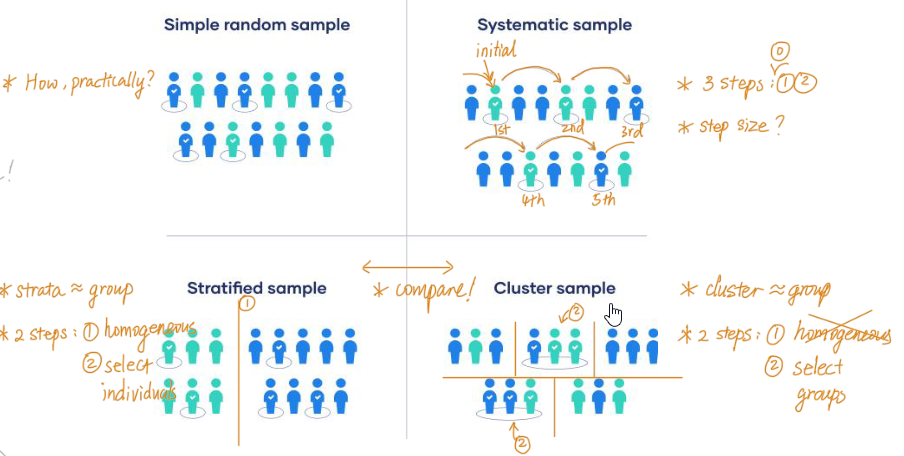 Simple random sample
* How, practically?
Systematic sample
initial
1st
2nd
3rd
4th
5th
* 3 steps : ① ②
⓪
* step size ?
!
Stratified sample
* strata ≈ group
* 2 steps : ① homogeneous
② select
individuals
①
* compare!
Cluster sample
②
②
* cluster ≈ group
* 2 steps : ① homogeneous
② select
groups